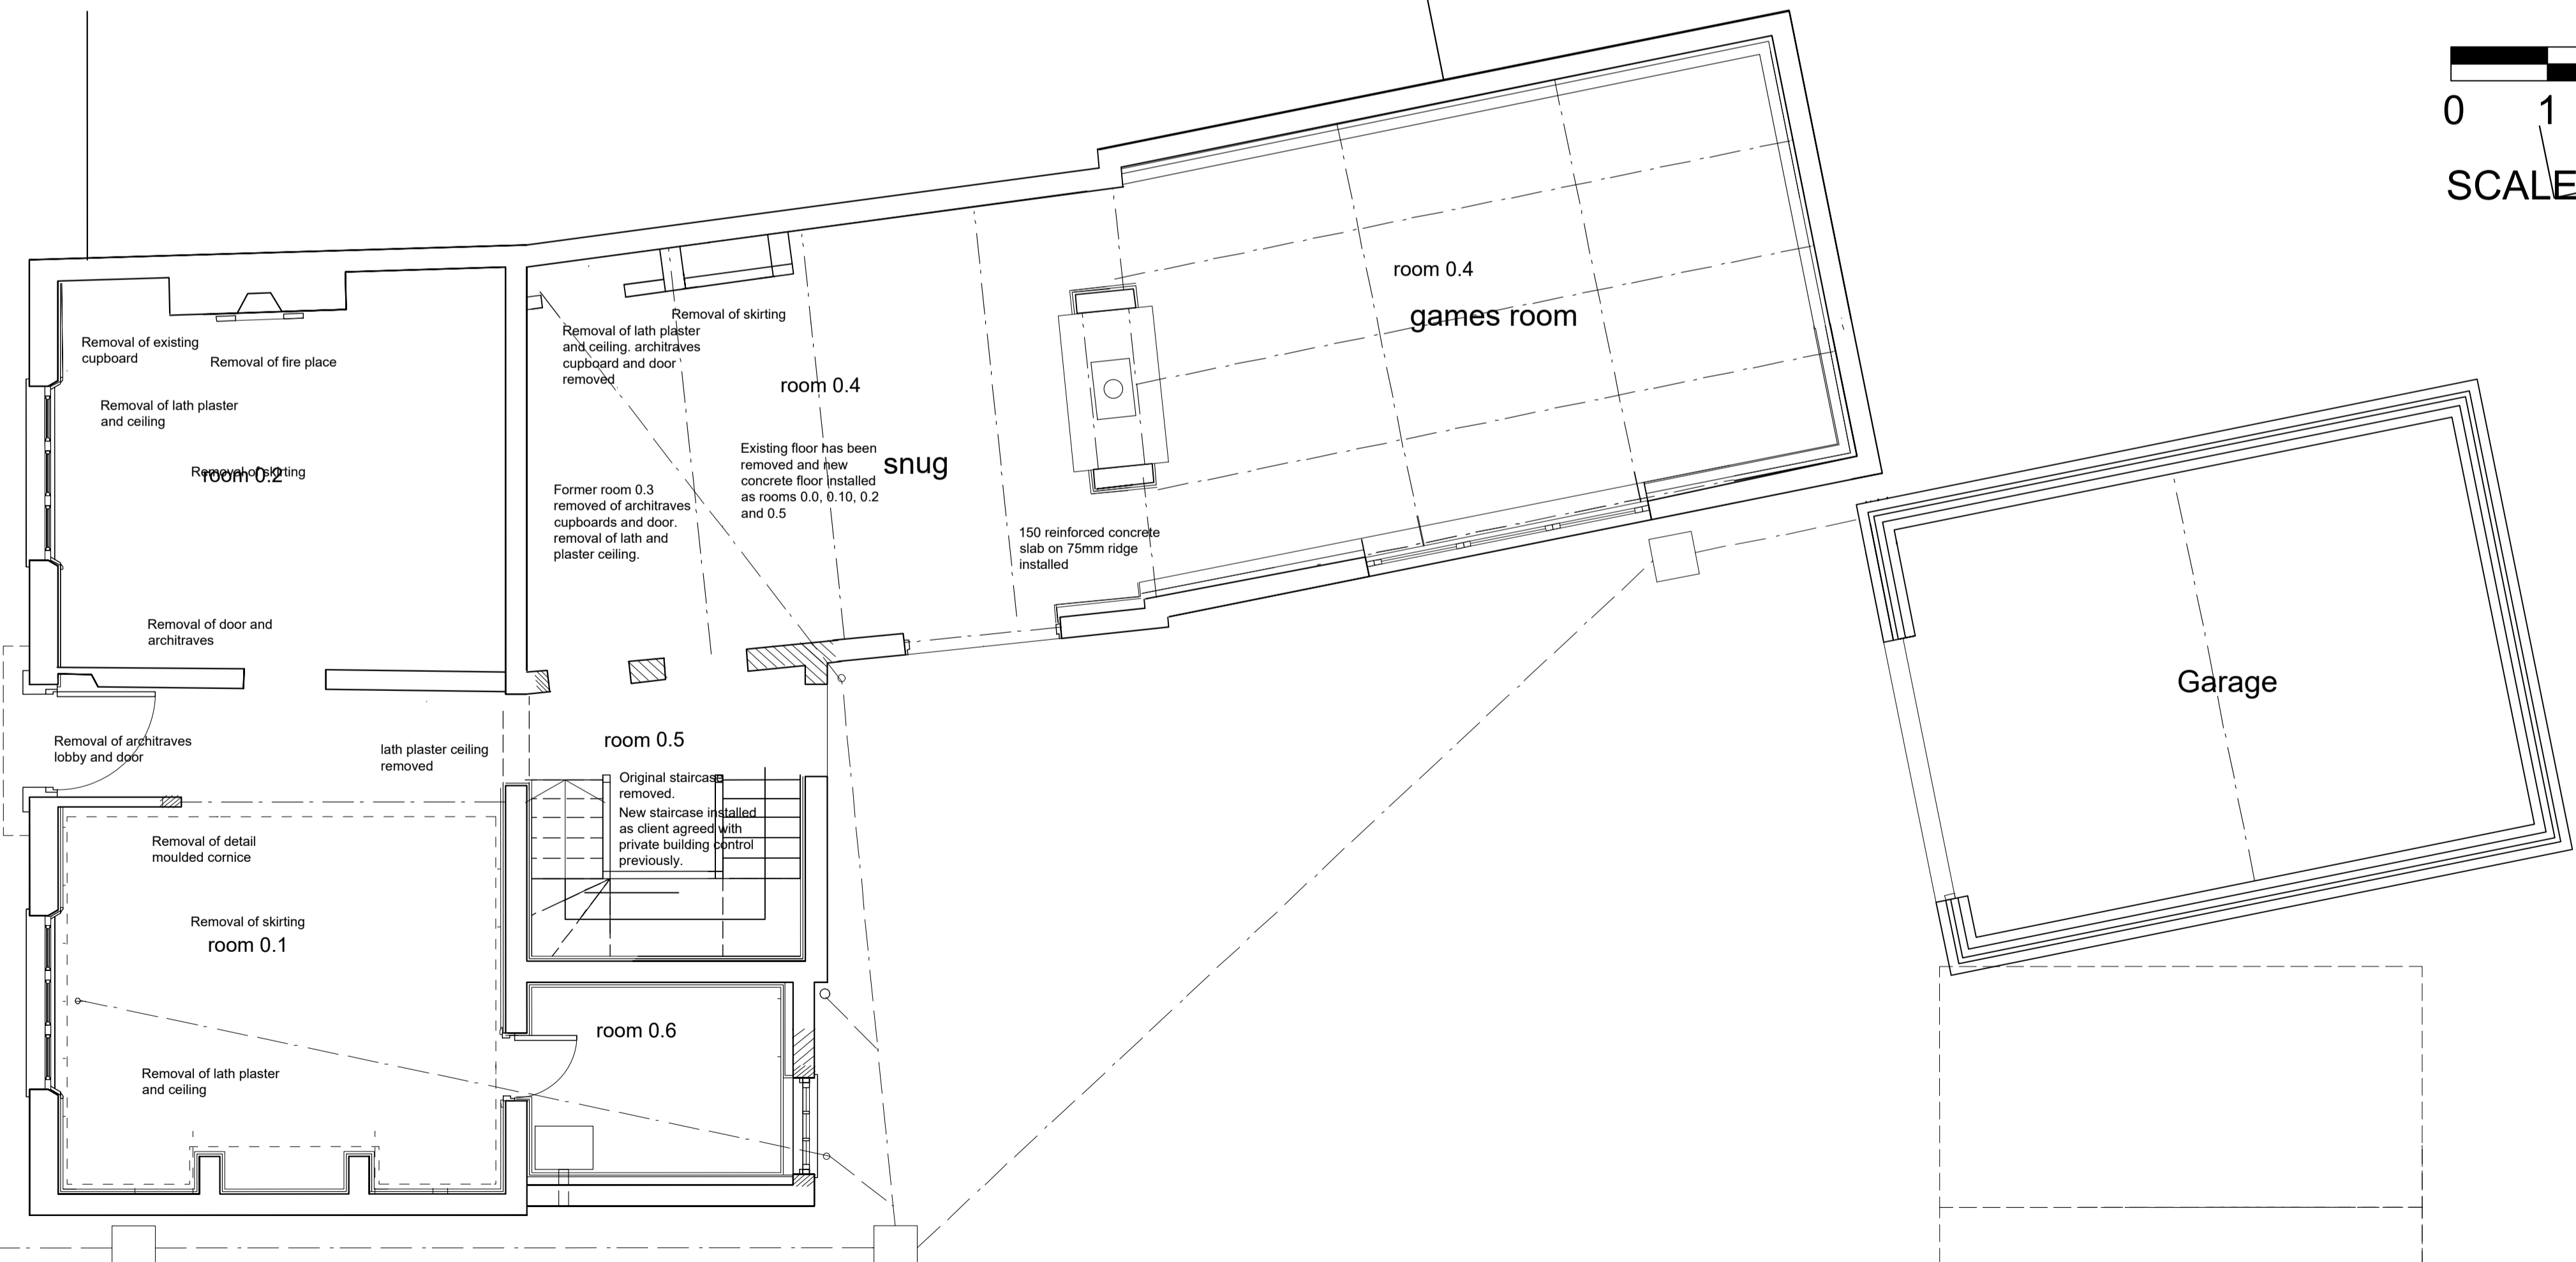 0 1
SCALE
room 0.4
games room
Removal of skirting
Removal of lath plaster
and ceiling. architraves
cupboard and door
removed
Removal of existing
cupboard
Removal of fire place
Removal of lath plaster
and ceiling
Removal of skirting
room 0.2
Removal of door and
architraves
room 0.4
snug
Existing floor has been
removed and new
concrete floor installed
as rooms 0.0, 0.10, 0.2
and 0.5
Former room 0.3
removed of architraves
cupboards and door.
removal of lath and
plaster ceiling.
150 reinforced concrete
slab on 75mm ridge
installed
Garage
Removal of architraves
lobby and door
lath plaster ceiling
removed
room 0.5
Original staircase
removed.
New staircase installed
as client agreed with
private building control
previously.
Removal of detail
moulded cornice
Removal of skirting
room 0.1
room 0.6
Removal of lath plaster
and ceiling